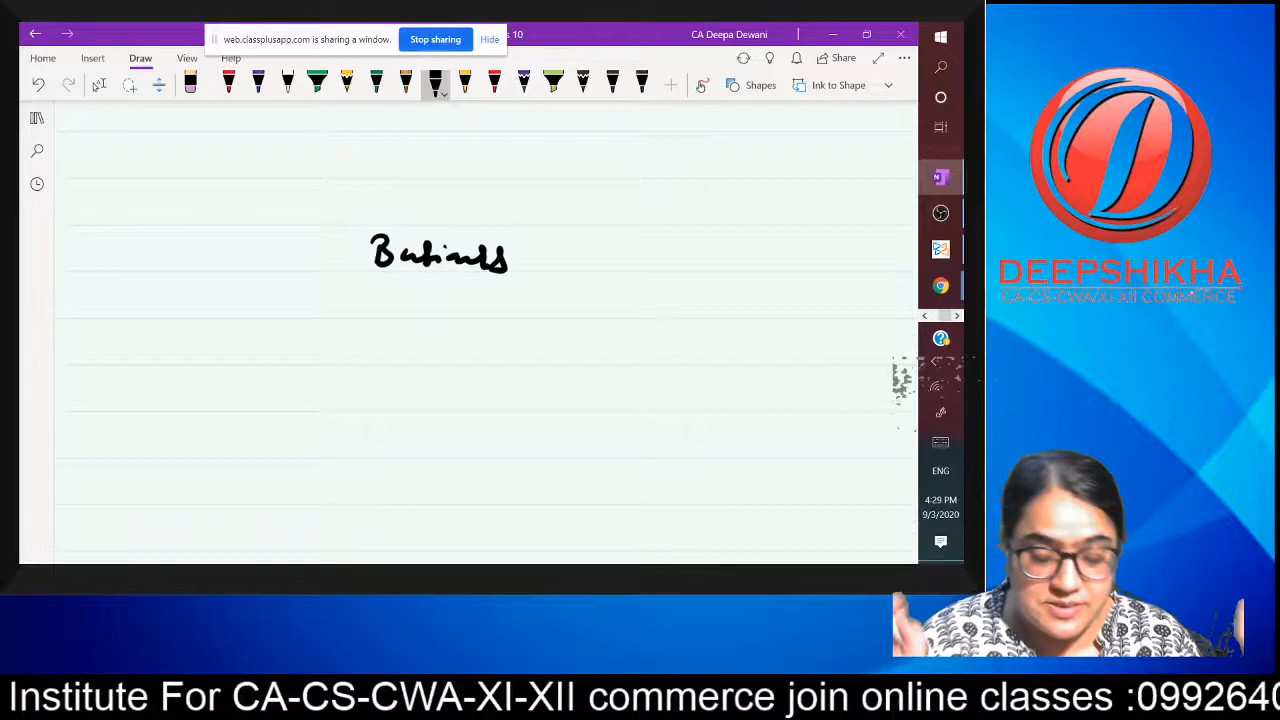 web.classplusapp.com is sharing a window. Stop sharing Hide
s 10
CA Deepa Dewani
Home Insert Draw View Help
Share
Shapes Ink to Shape
Business
ENG
4:29 PM
9/3/2020
DEEPSHIKHA
CA-CS-CWA/XI-XII COMMERCE
Institute For CA-CS-CWA-XI-XII commerce join online classes :0992640